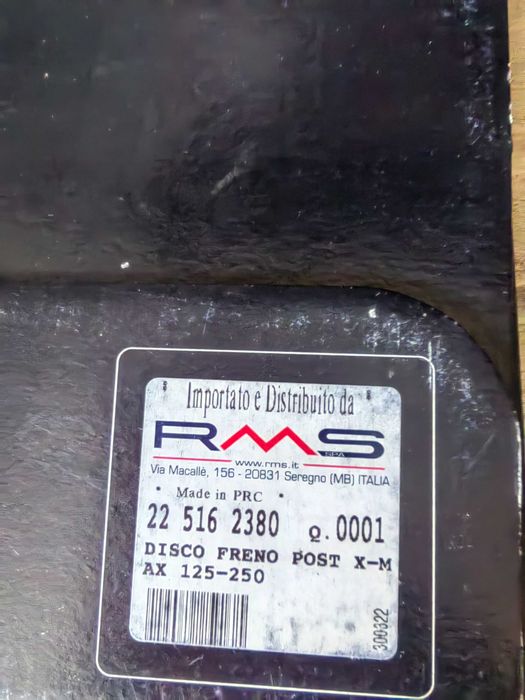 Importato e Distribuito da
RMS
SPA
www.rms.it
Via Macallè, 156 - 20831 Seregno (MB) ITALIA
Made in PRC
22 516 2380 Q.0001
DISCO FRENO POST X-M
AX 125-250
300322